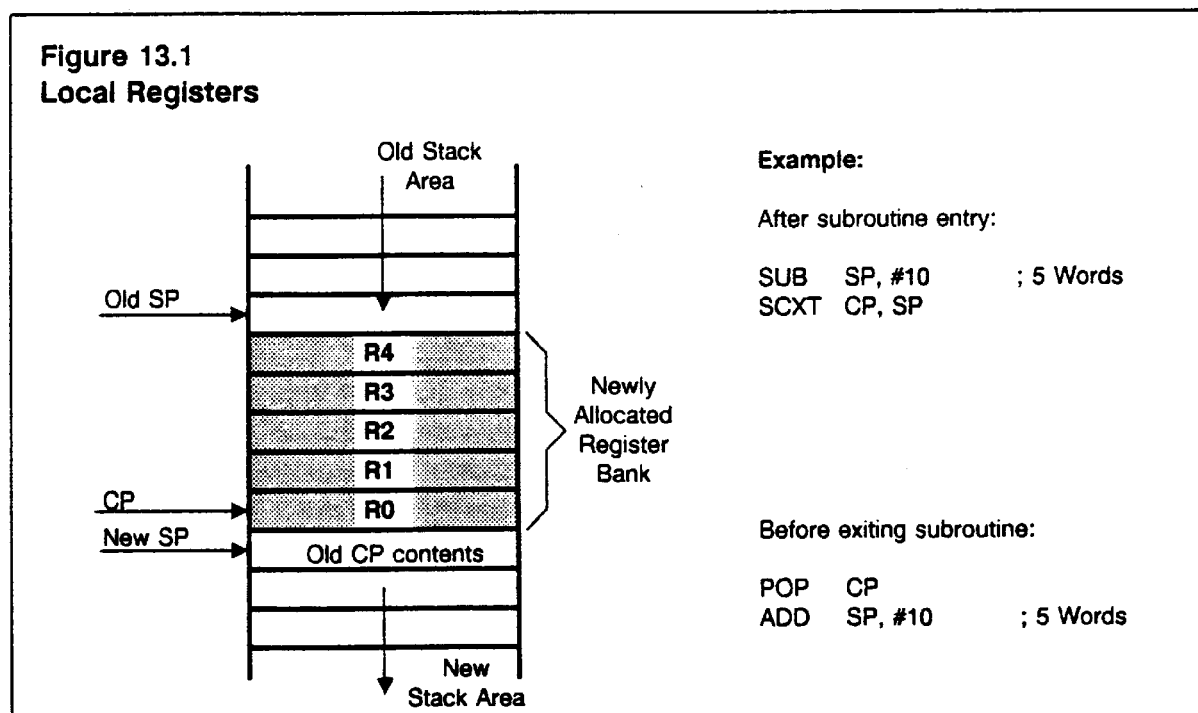 Figure 13.1
Local Registers
Old Stack
Area
Old SP
R4
R3
R2
R1
R0
CP
New SP
Old CP contents
New
Stack Area
Newly
Allocated
Register
Bank
Example:
After subroutine entry:
SUB SP, #10 ; 5 Words
SCXT CP, SP
Before exiting subroutine:
POP CP
ADD SP, #10 ; 5 Words